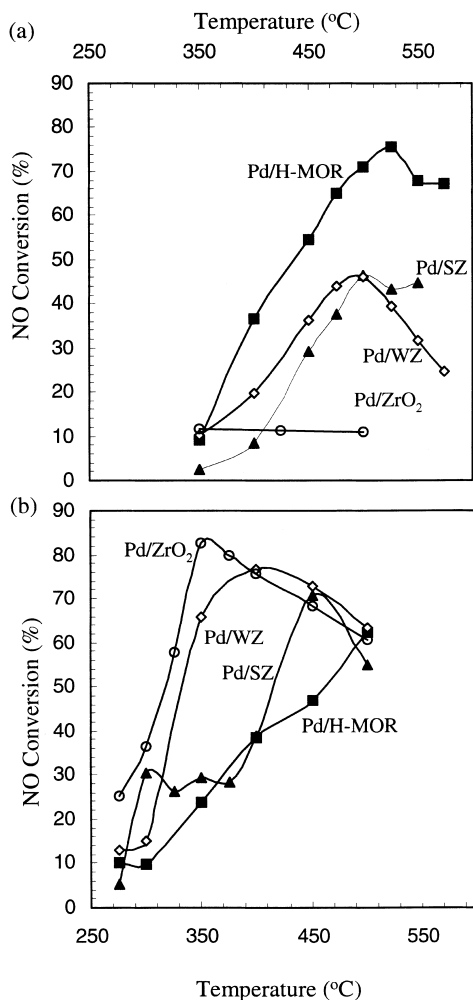 Temperature (°C)
(a)
250 350 450 550
90
80
70
60
50
40
30
20
10
0
NO Conversion (%)
Pd/H-MOR
Pd/SZ
Pd/WZ
Pd/ZrO₂
(b)
90
80
70
60
50
40
30
20
10
0
NO Conversion (%)
Pd/ZrO₂
Pd/WZ
Pd/SZ
Pd/H-MOR
250 350 450 550
Temperature (°C)